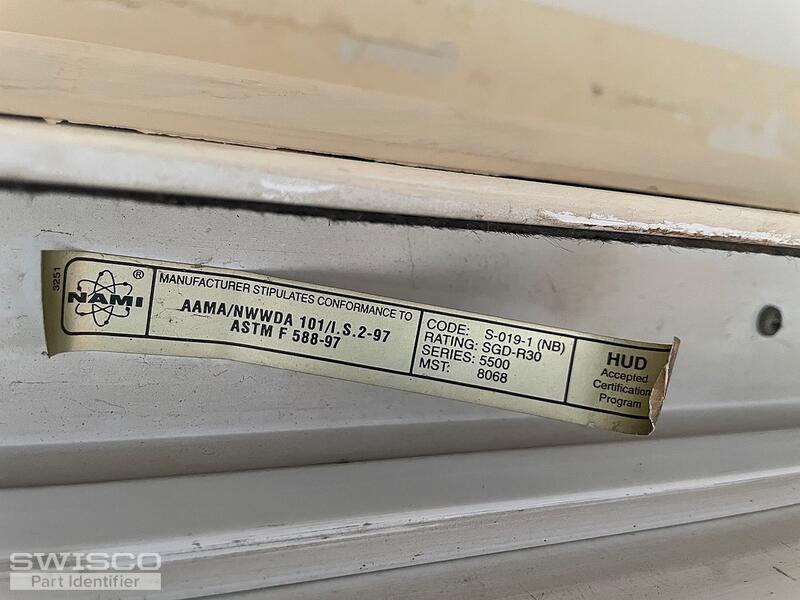 3251
NAMI ®
MANUFACTURER STIPULATES CONFORMANCE TO
AAMA/NWWDA 101/I.S.2-97
ASTM F 588-97
CODE: S-019-1 (NB)
RATING: SGD-R30
SERIES: 5500
MST: 8068
HUD
Accepted
Certification
Program
SWISCO
Part Identifier